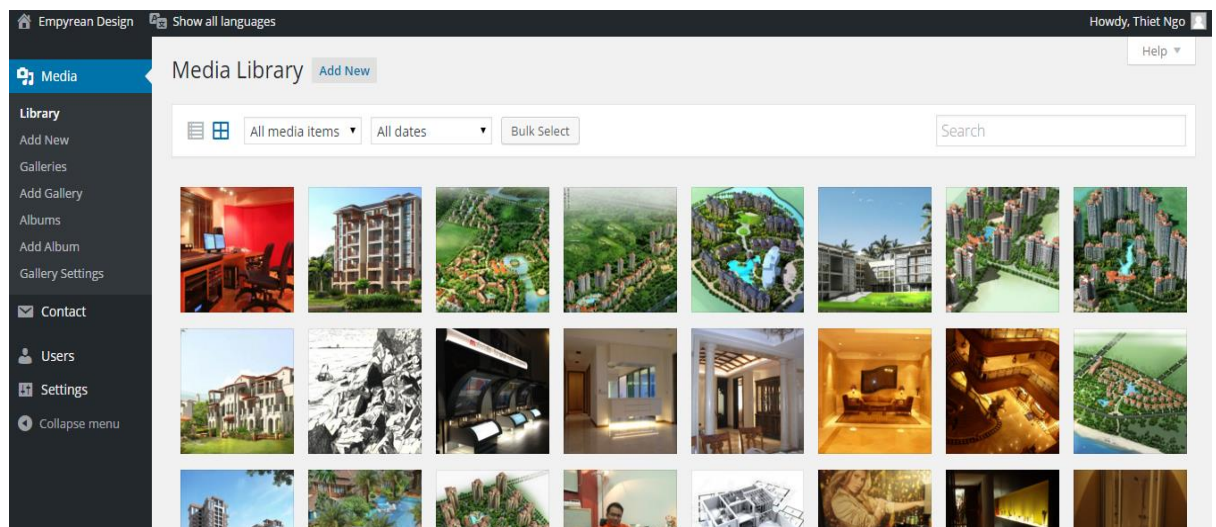 Empyrean Design Show all languages Howdy, Thiet Ngo
Help
Media
Media Library Add New
Library
All media items All dates Bulk Select Search
Add New
Galleries
Add Gallery
Albums
Add Album
Gallery Settings
Contact
Users
Settings
Collapse menu